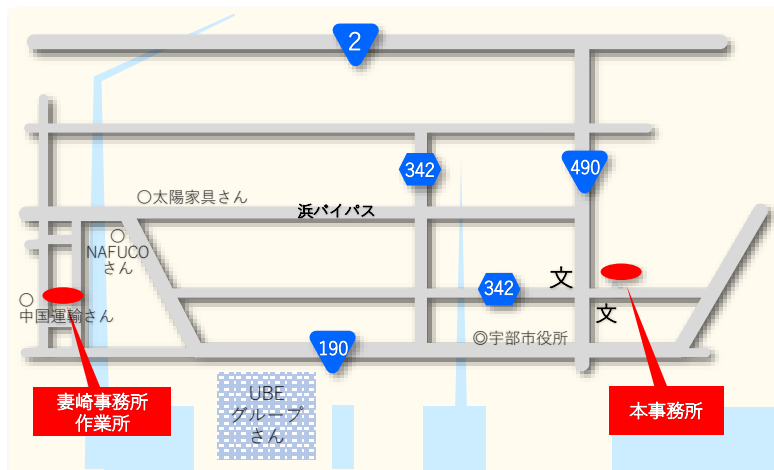 2
342
490
○太陽家具さん
浜バイパス
○
NAFUCO
さん
342
文
○
中国運輸さん
文
190
◎宇部市役所
妻崎事務所
作業所
UBE
グループ
さん
本事務所